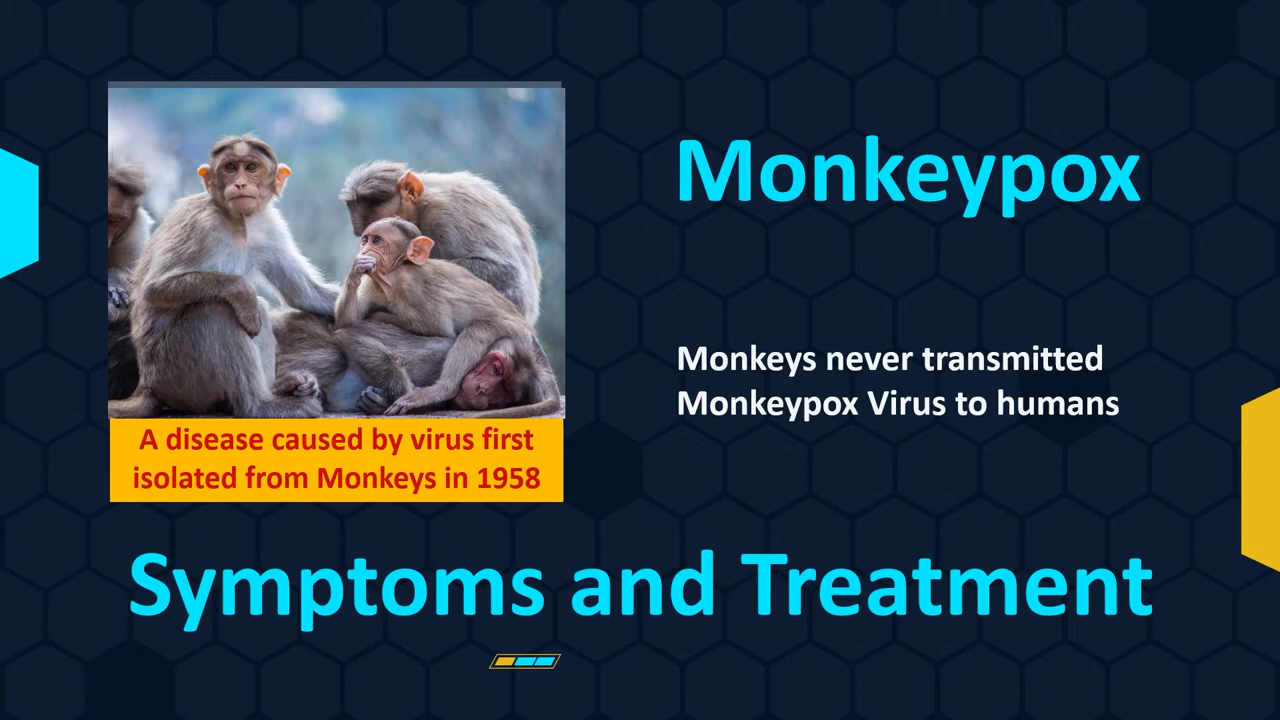 Monkeypox
Monkeys never transmitted
Monkeypox Virus to humans
A disease caused by virus first
isolated from Monkeys in 1958
Symptoms and Treatment